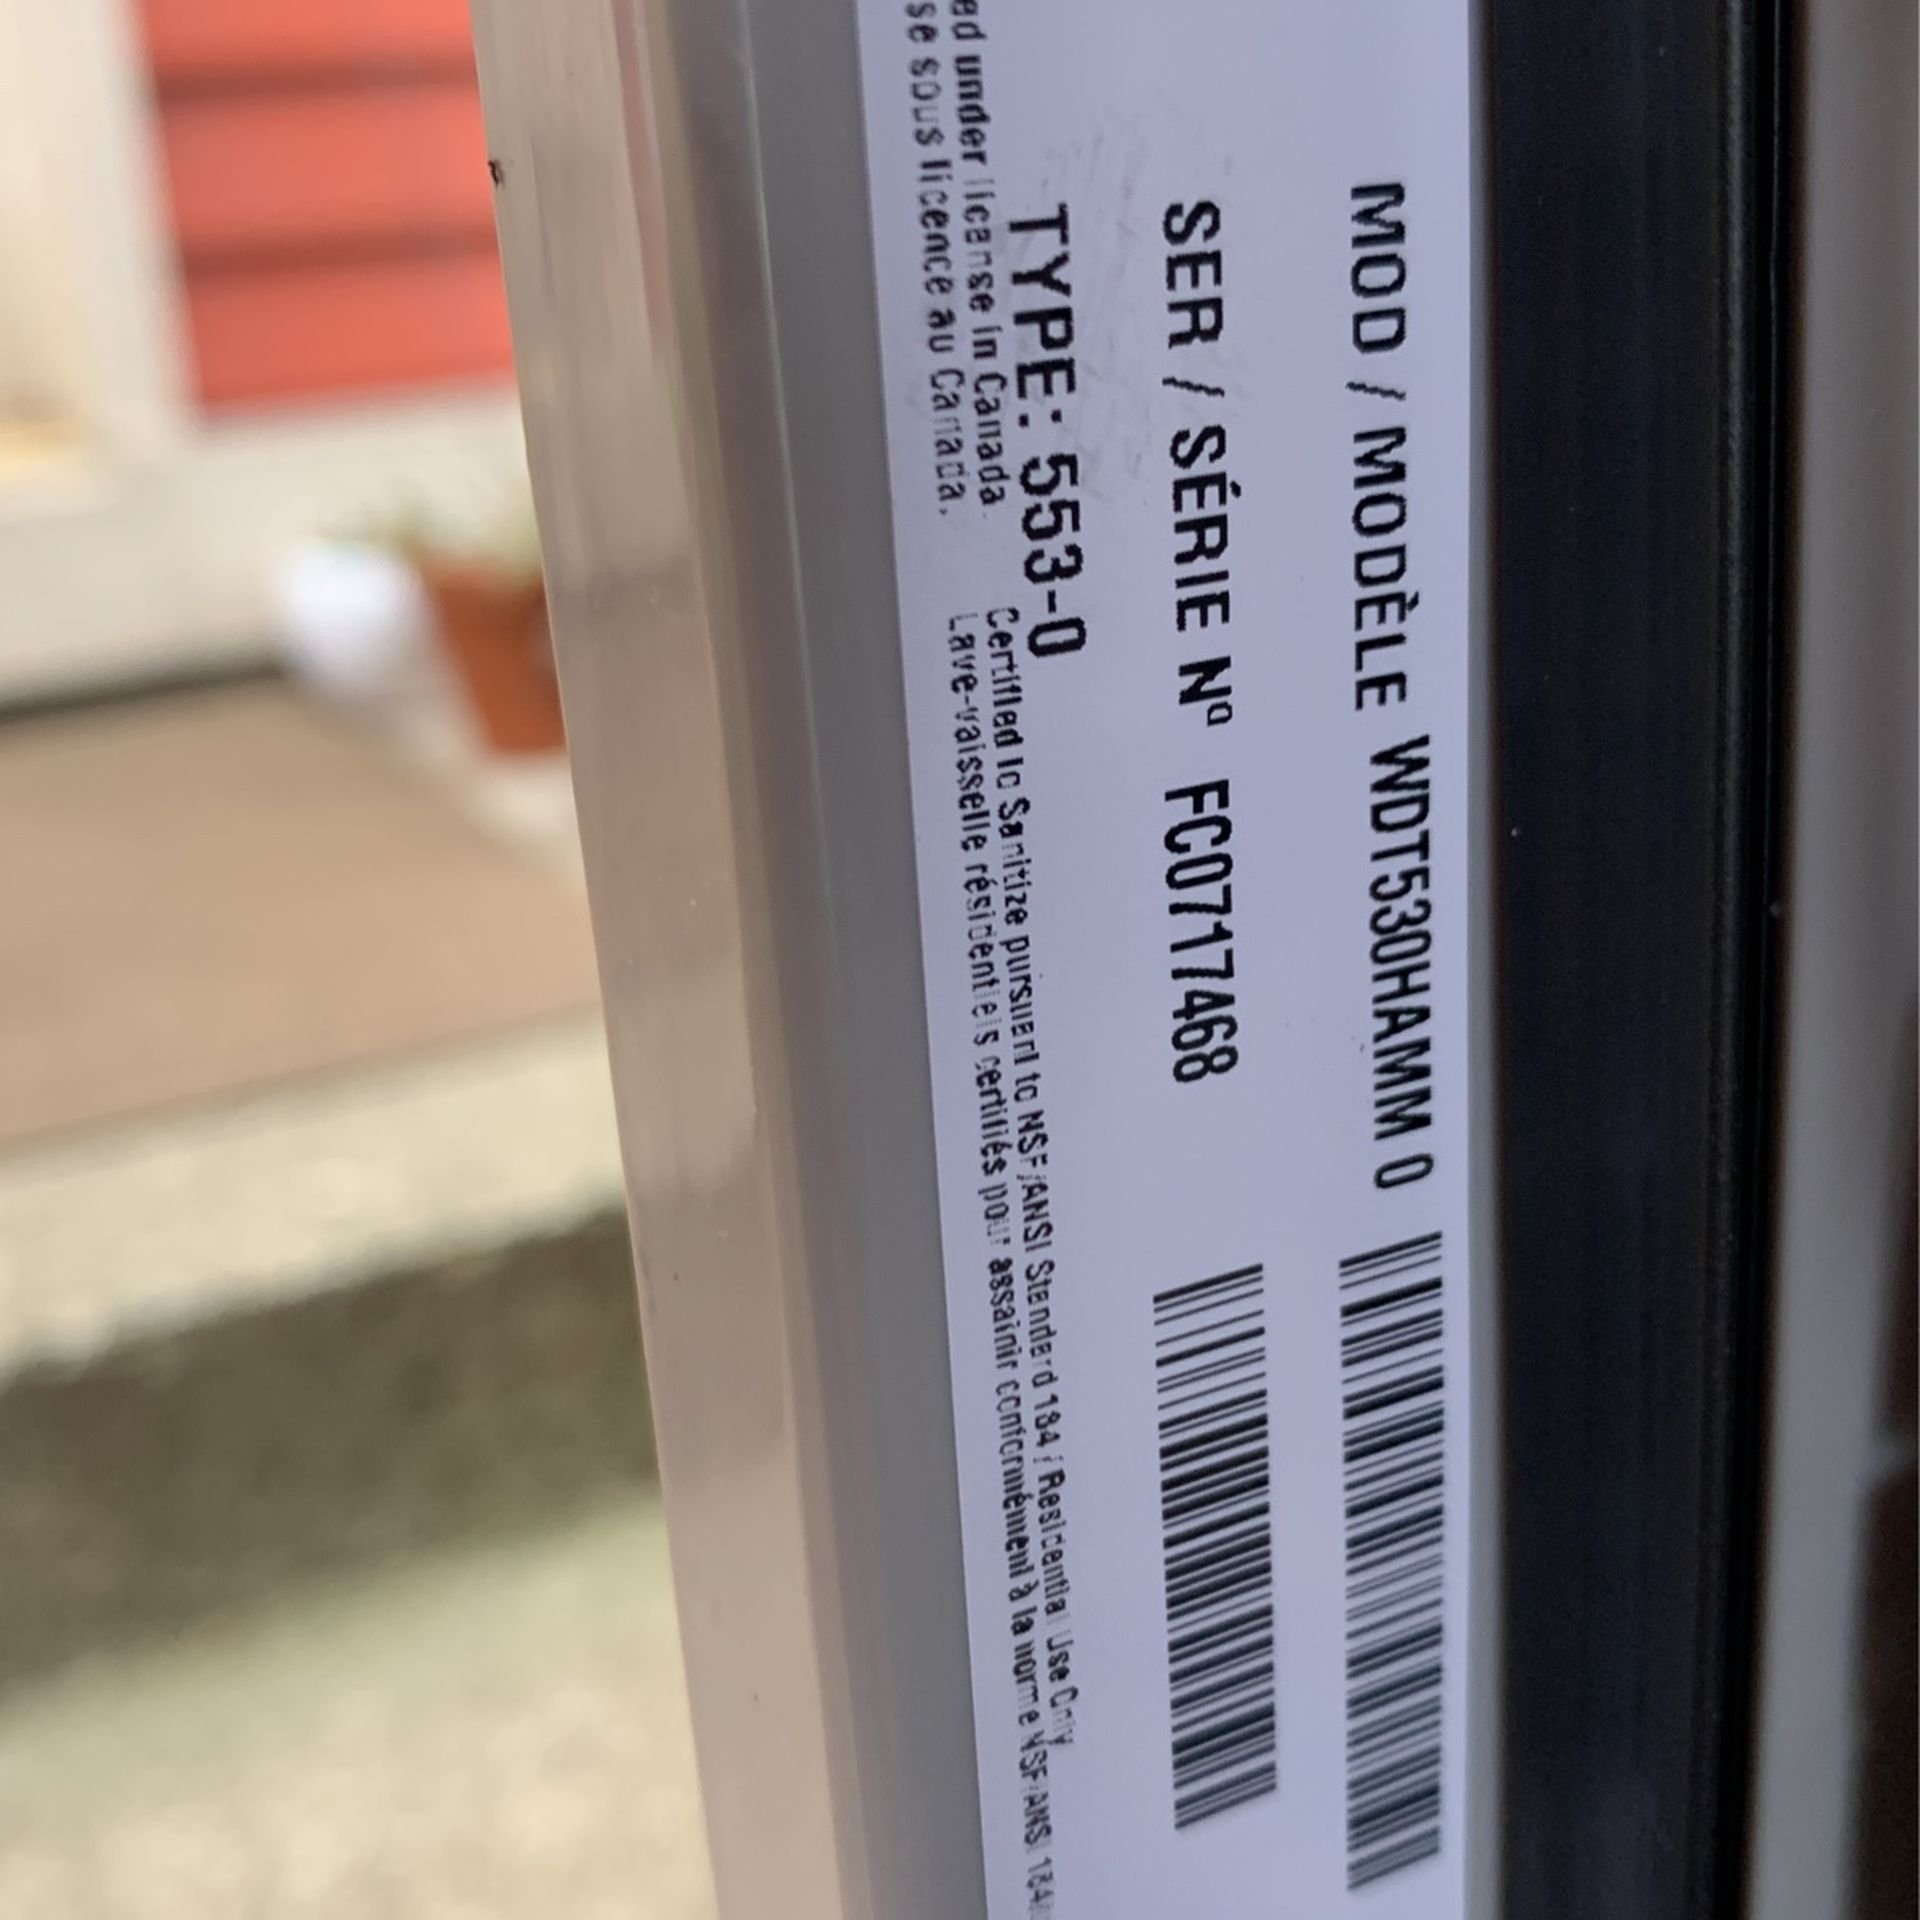 MOD / MODÈLE WDT530HAMM 0
SER / SÉRIE Nº FC0717468
TYPE: 553-0
ed under license in Canada. Certified to Sanitize pursuant to NSF/ANSI Standard 184 / Residential Use Only.
se sous licence au Canada. Lave-vaisselle résidentiels certifiés pour assainir conformément à la norme NSF/ANSI 184